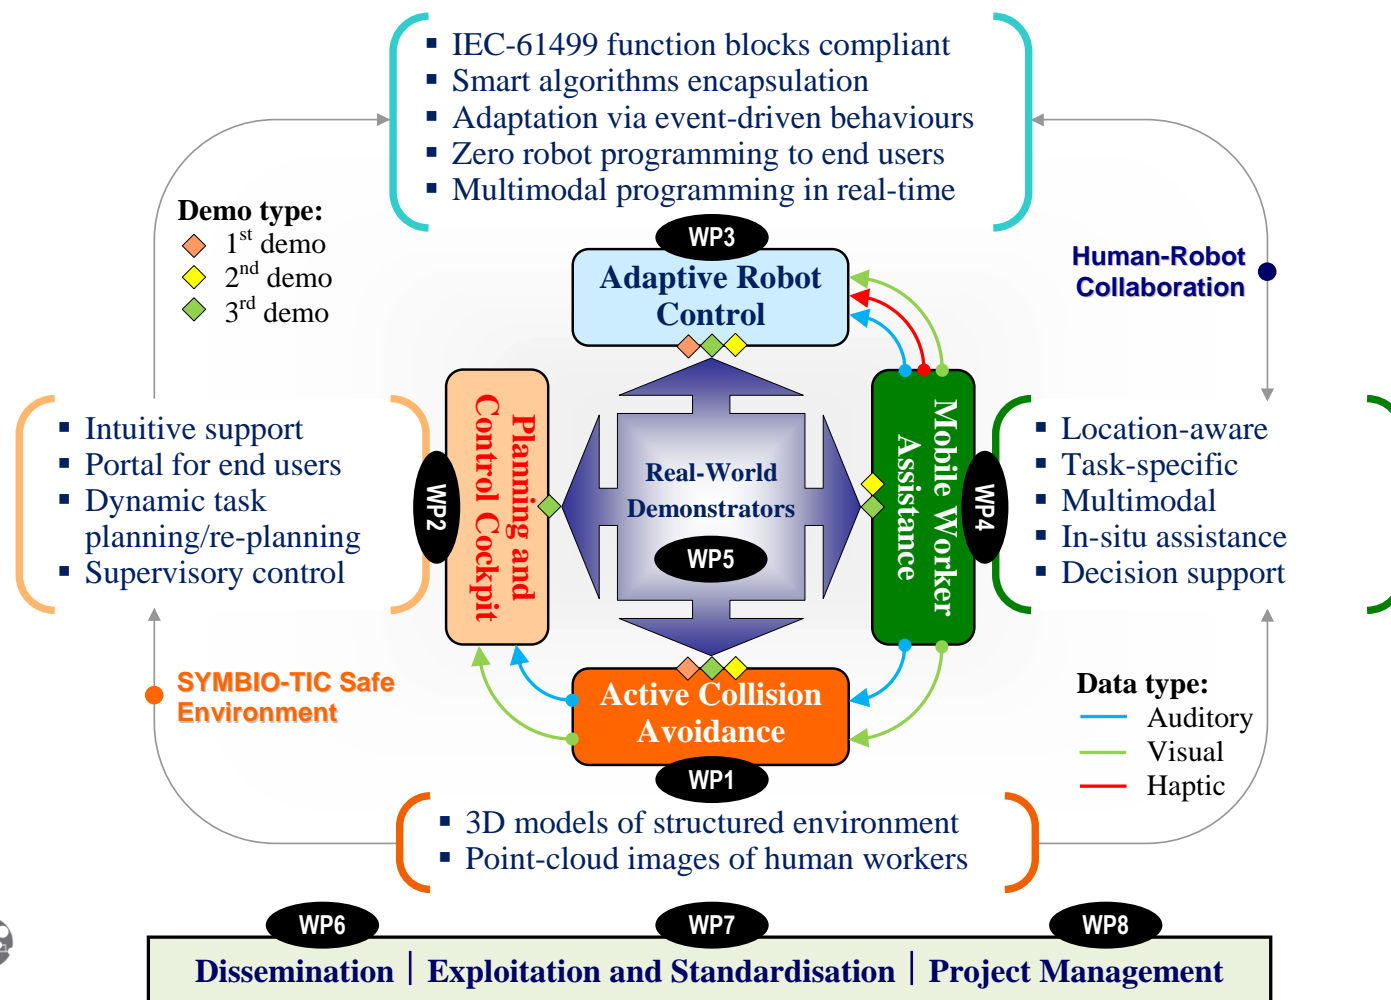 ▪ IEC-61499 function blocks compliant
▪ Smart algorithms encapsulation
▪ Adaptation via event-driven behaviours
▪ Zero robot programming to end users
▪ Multimodal programming in real-time
Demo type:
1st demo
2nd demo
3rd demo
WP3
Adaptive Robot
Control
Human-Robot
Collaboration
▪ Intuitive support
▪ Portal for end users
▪ Dynamic task
planning/re-planning
▪ Supervisory control
WP2
Planning and
Control Cockpit
Real-World
Demonstrators
WP5
Mobile Worker
Assistance
WP4
▪ Location-aware
▪ Task-specific
▪ Multimodal
▪ In-situ assistance
▪ Decision support
SYMBIO-TIC Safe
Environment
Active Collision
Avoidance
WP1
Data type:
Auditory
Visual
Haptic
▪ 3D models of structured environment
▪ Point-cloud images of human workers
WP6
WP7
WP8
Dissemination | Exploitation and Standardisation | Project Management